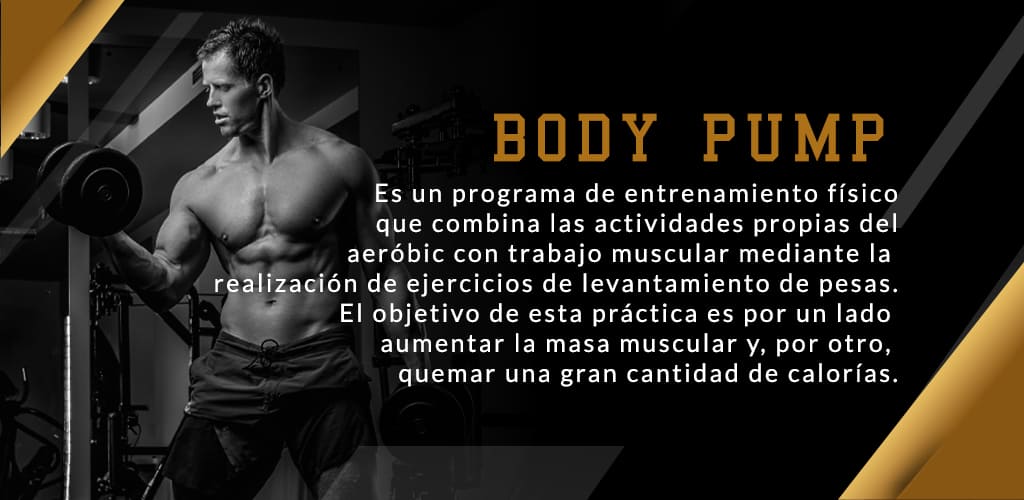 BODY PUMP
Es un programa de entrenamiento físico
que combina las actividades propias del
aeróbic con trabajo muscular mediante la
realización de ejercicios de levantamiento de pesas.
El objetivo de esta práctica es por un lado
aumentar la masa muscular y, por otro,
quemar una gran cantidad de calorías.